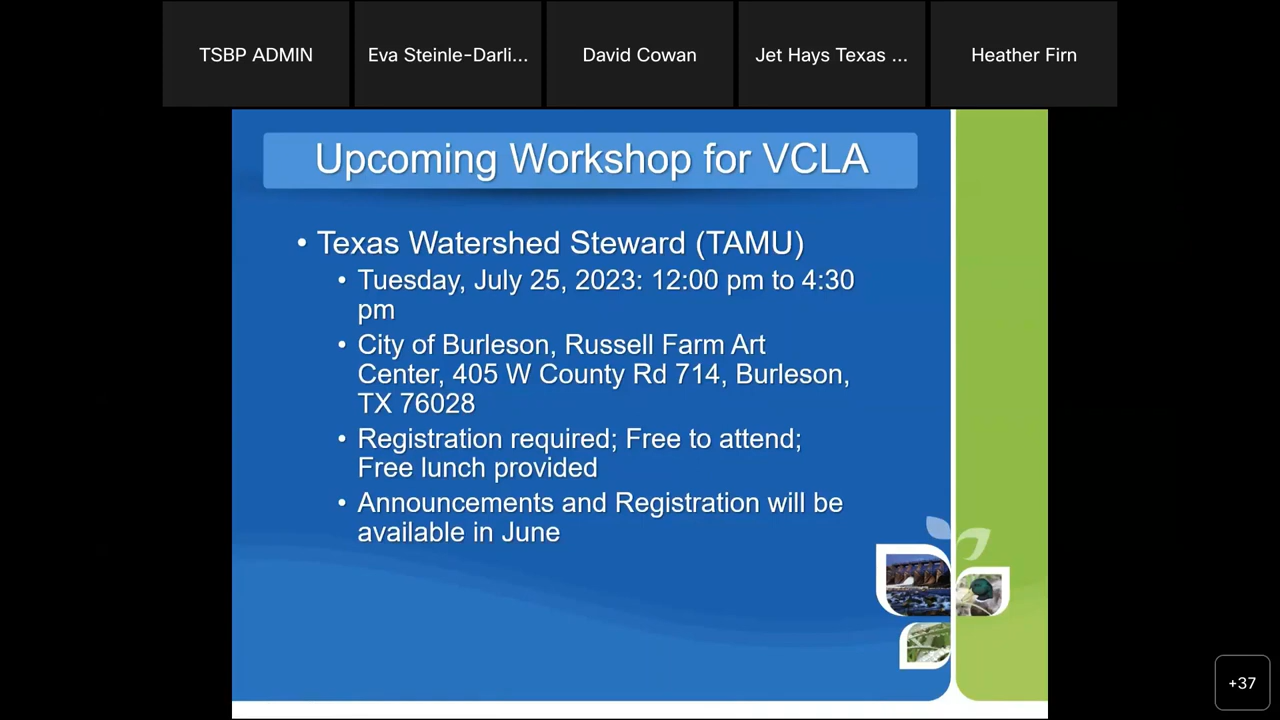 TSBP ADMIN
Eva Steinle-Darli...
David Cowan
Jet Hays Texas ...
Heather Firn
Upcoming Workshop for VCLA
• Texas Watershed Steward (TAMU)
• Tuesday, July 25, 2023: 12:00 pm to 4:30
pm
• City of Burleson, Russell Farm Art
Center, 405 W County Rd 714, Burleson,
TX 76028
• Registration required; Free to attend;
Free lunch provided
• Announcements and Registration will be
available in June
+37